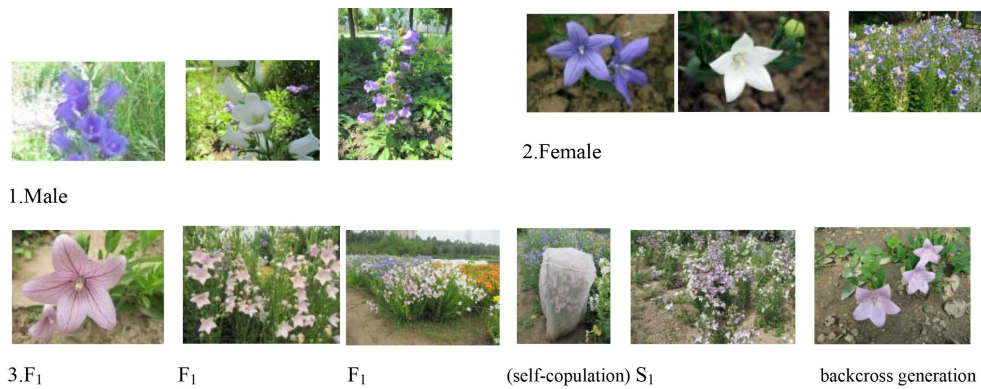 2.Female
1.Male
3.F₁ F₁ F₁ (self-copulation) S₁ backcross generation